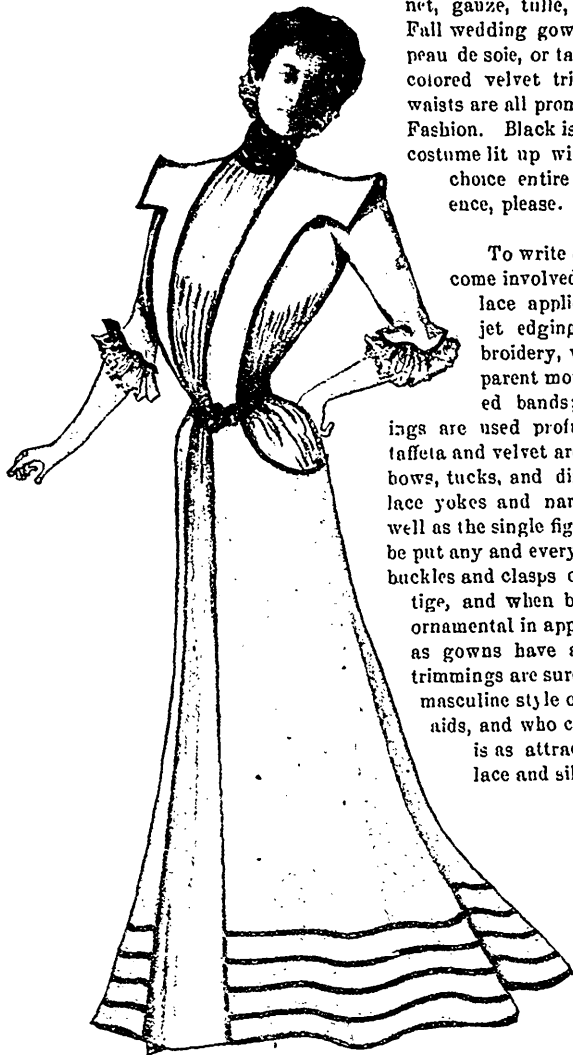 net, gauze, tulle,
Fall wedding gow
peau de soie, or ta
colored velvet tri
waists are all prom
Fashion. Black is
costume lit up wi
choice entire
ence, please.
To write
come involved
lace appli
jet edging
broidery, v
parent mo
ed bands;
ings are used profu
taffeta and velvet ar
bows, tucks, and di
lace yokes and nar
well as the single fig
be put any and every
buckles and clasps o
tige, and when b
ornamental in app
as gowns have a
trimmings are sur
masculine style o
aids, and who c
is as attrac
lace and sil